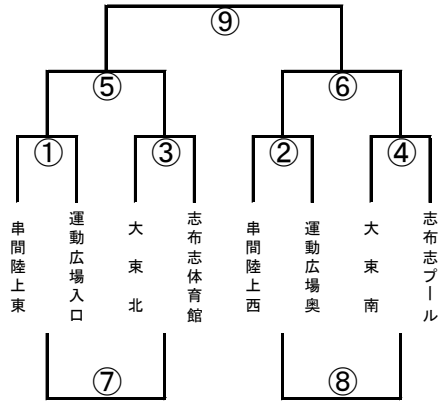 ⑨
⑤
⑥
①
③
②
④
串間陸上東
運動広場入口
大東北
志布志体育館
串間陸上西
運動広場奥
大東南
志布志プール
⑦
⑧